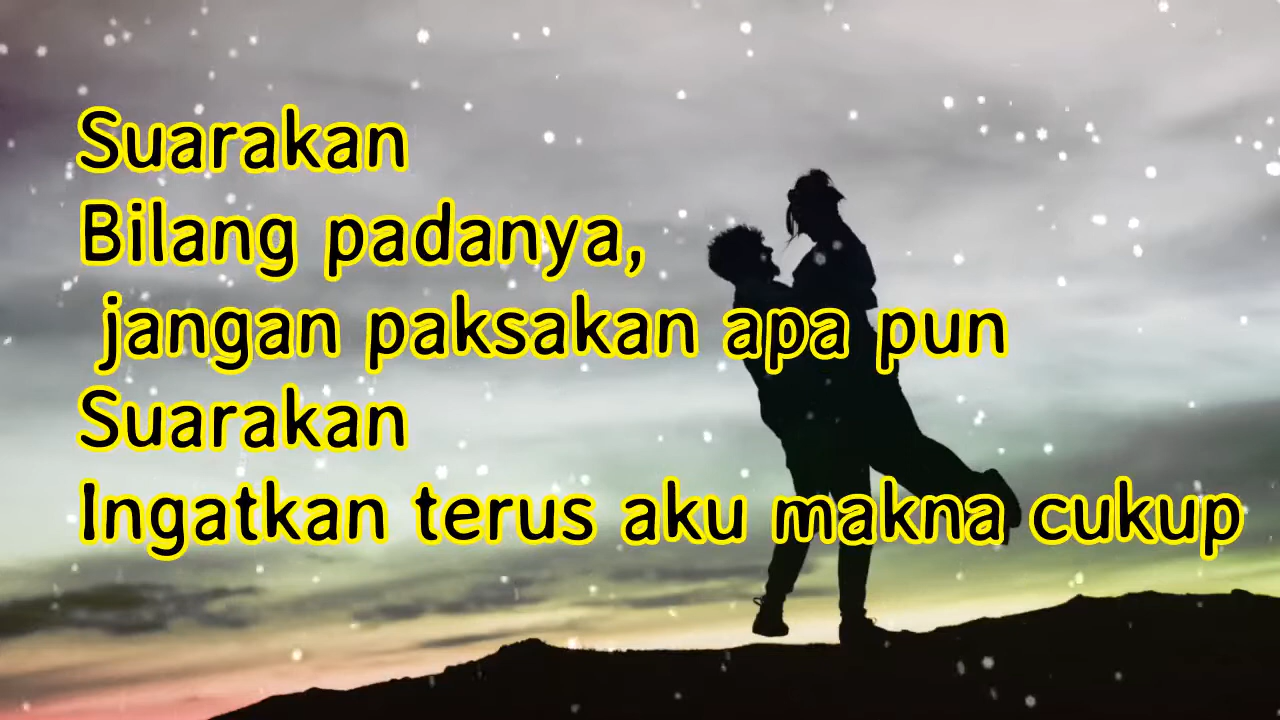 Suarakan
Bilang padanya,
jangan paksakan apa pun
Suarakan
Ingatkan terus aku makna cukup